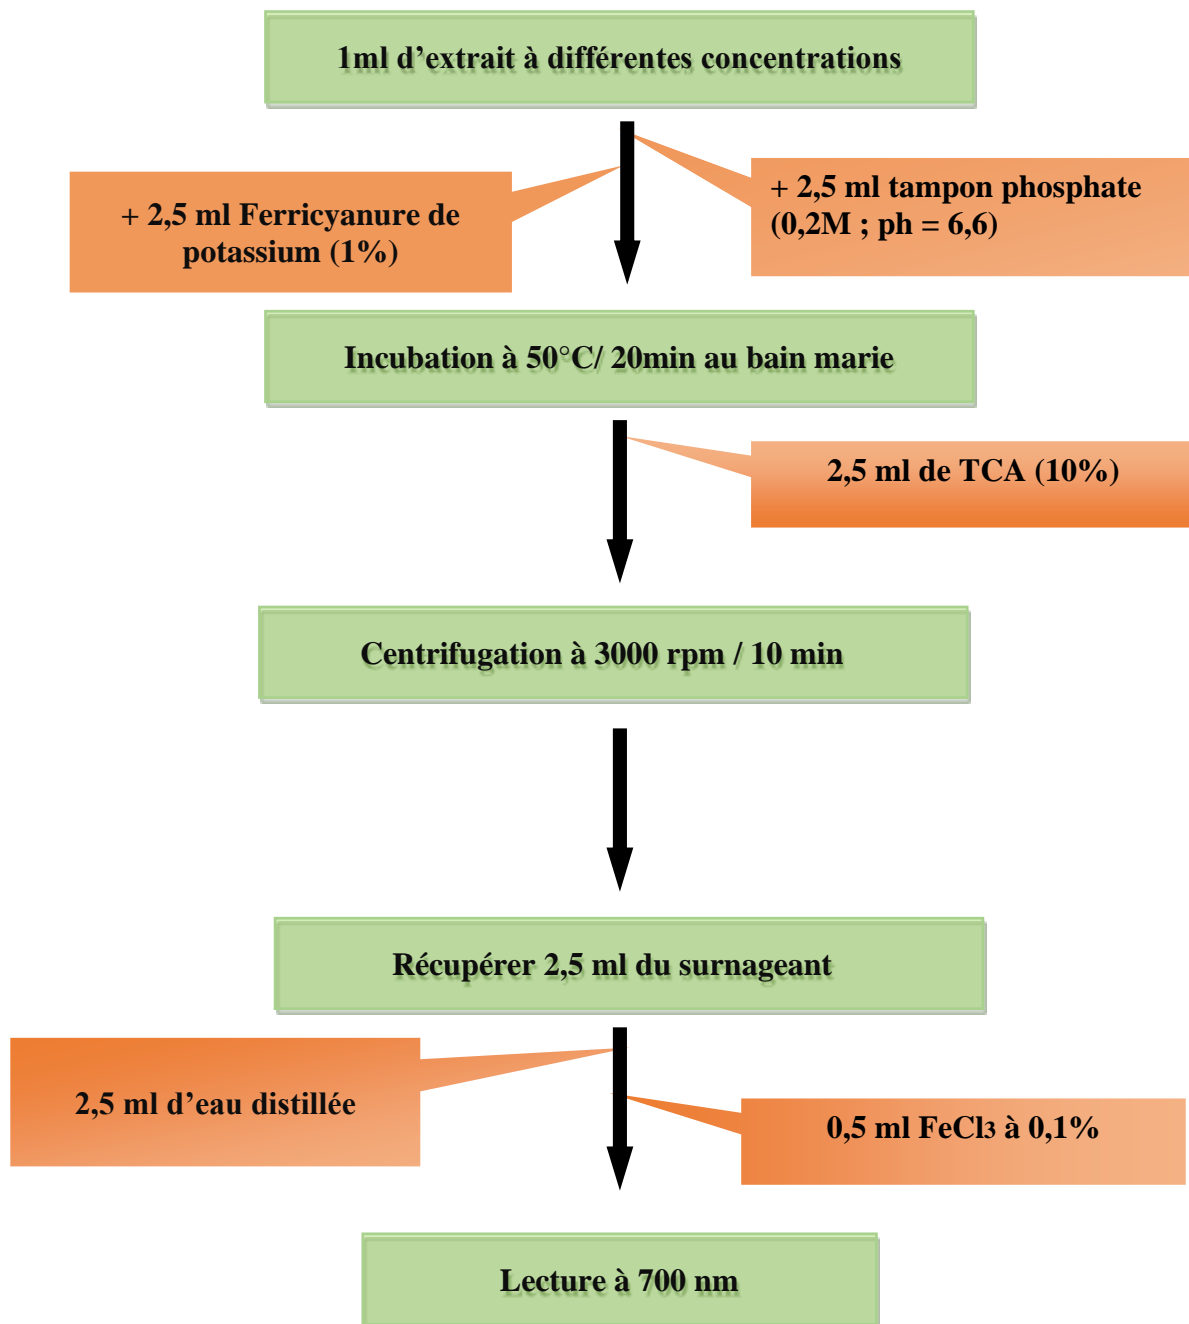 1ml d’extrait à différentes concentrations
+ 2,5 ml Ferricyanure de
potassium (1%)
+ 2,5 ml tampon phosphate
(0,2M ; ph = 6,6)
Incubation à 50°C/ 20min au bain marie
2,5 ml de TCA (10%)
Centrifugation à 3000 rpm / 10 min
Récupérer 2,5 ml du surnageant
2,5 ml d’eau distillée
0,5 ml FeCl3 à 0,1%
Lecture à 700 nm